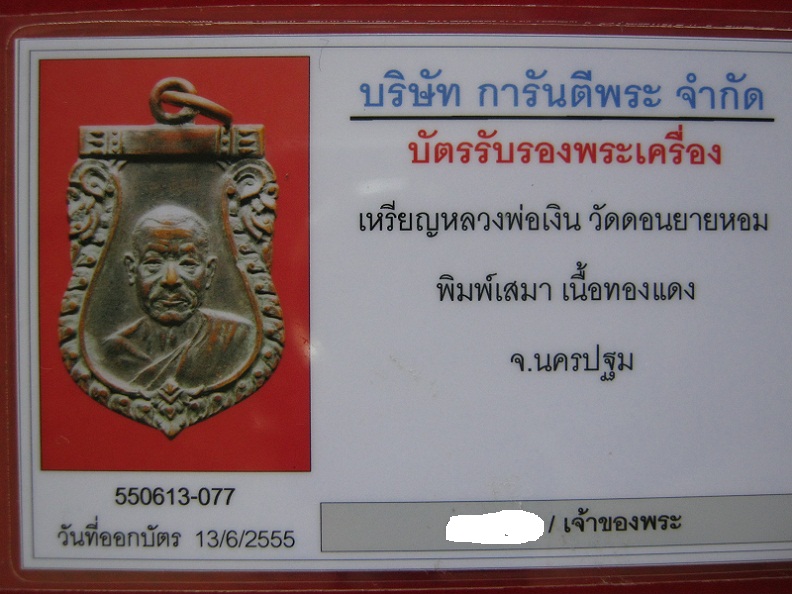 บริษัท การันตีพระ จำกัด
บัตรรับรองพระเครื่อง
เหรียญหลวงพ่อเงิน วัดดอนยายหอม
พิมพ์เสมา เนื้อทองแดง
จ.นครปฐม
550613-077
วันที่ออกบัตร 13/6/2555
/ เจ้าของพระ